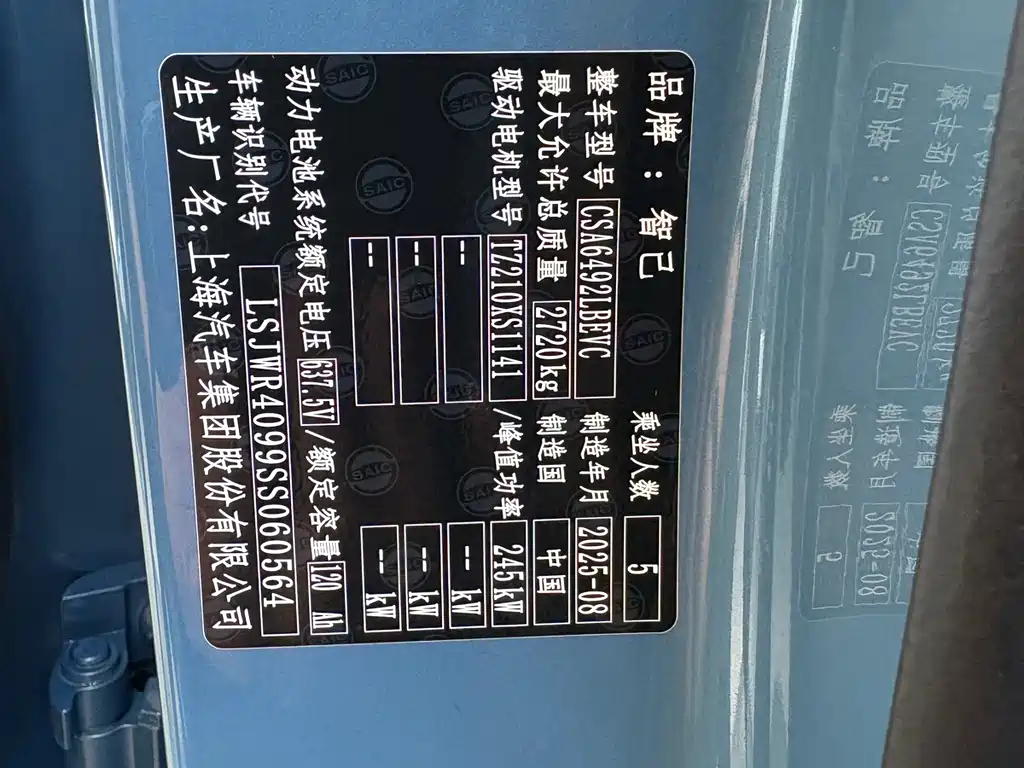 品牌：智己 乘坐人数 5
整车型号 CSA6492LBEVC 制造年月 2025-08
最大允许总质量 2720kg 制造国 中国
驱动电机型号 T7210XS1141 /峰值功率 245kW
-- -- kW
-- -- kW
-- -- kW
动力电池系统额定电压 637.5V /额定容量 120 Ah
车辆识别代号 LSJWR4099SS060564
生产厂名:上海汽车集团股份有限公司
SAIC